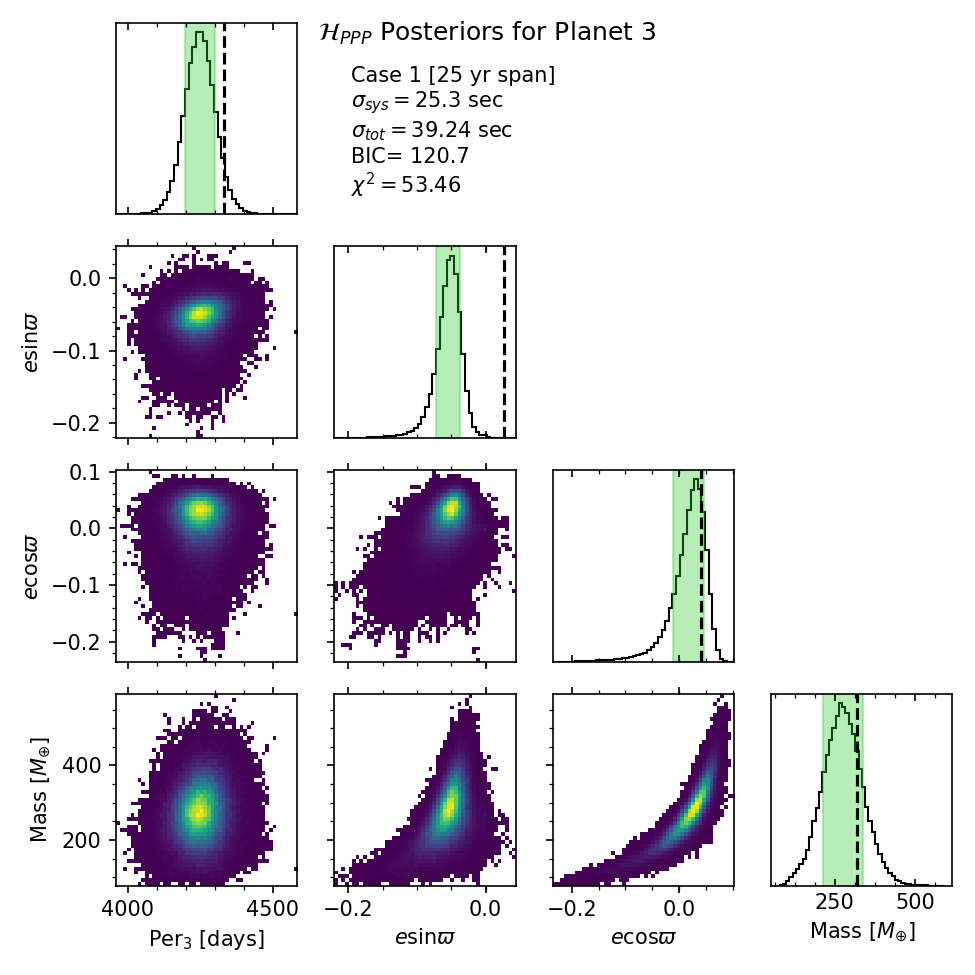 𝓗PPP Posteriors for Planet 3
Case 1 [25 yr span]
σsys = 25.3 sec
σtot = 39.24 sec
BIC= 120.7
χ² = 53.46
esinϖ
0.0
−0.1
−0.2
ecosϖ
0.1
0.0
−0.1
−0.2
Mass [M⊕]
400
200
4000 4500
Per₃ [days]
−0.2 0.0
esinϖ
−0.2 0.0
ecosϖ
250 500
Mass [M⊕]